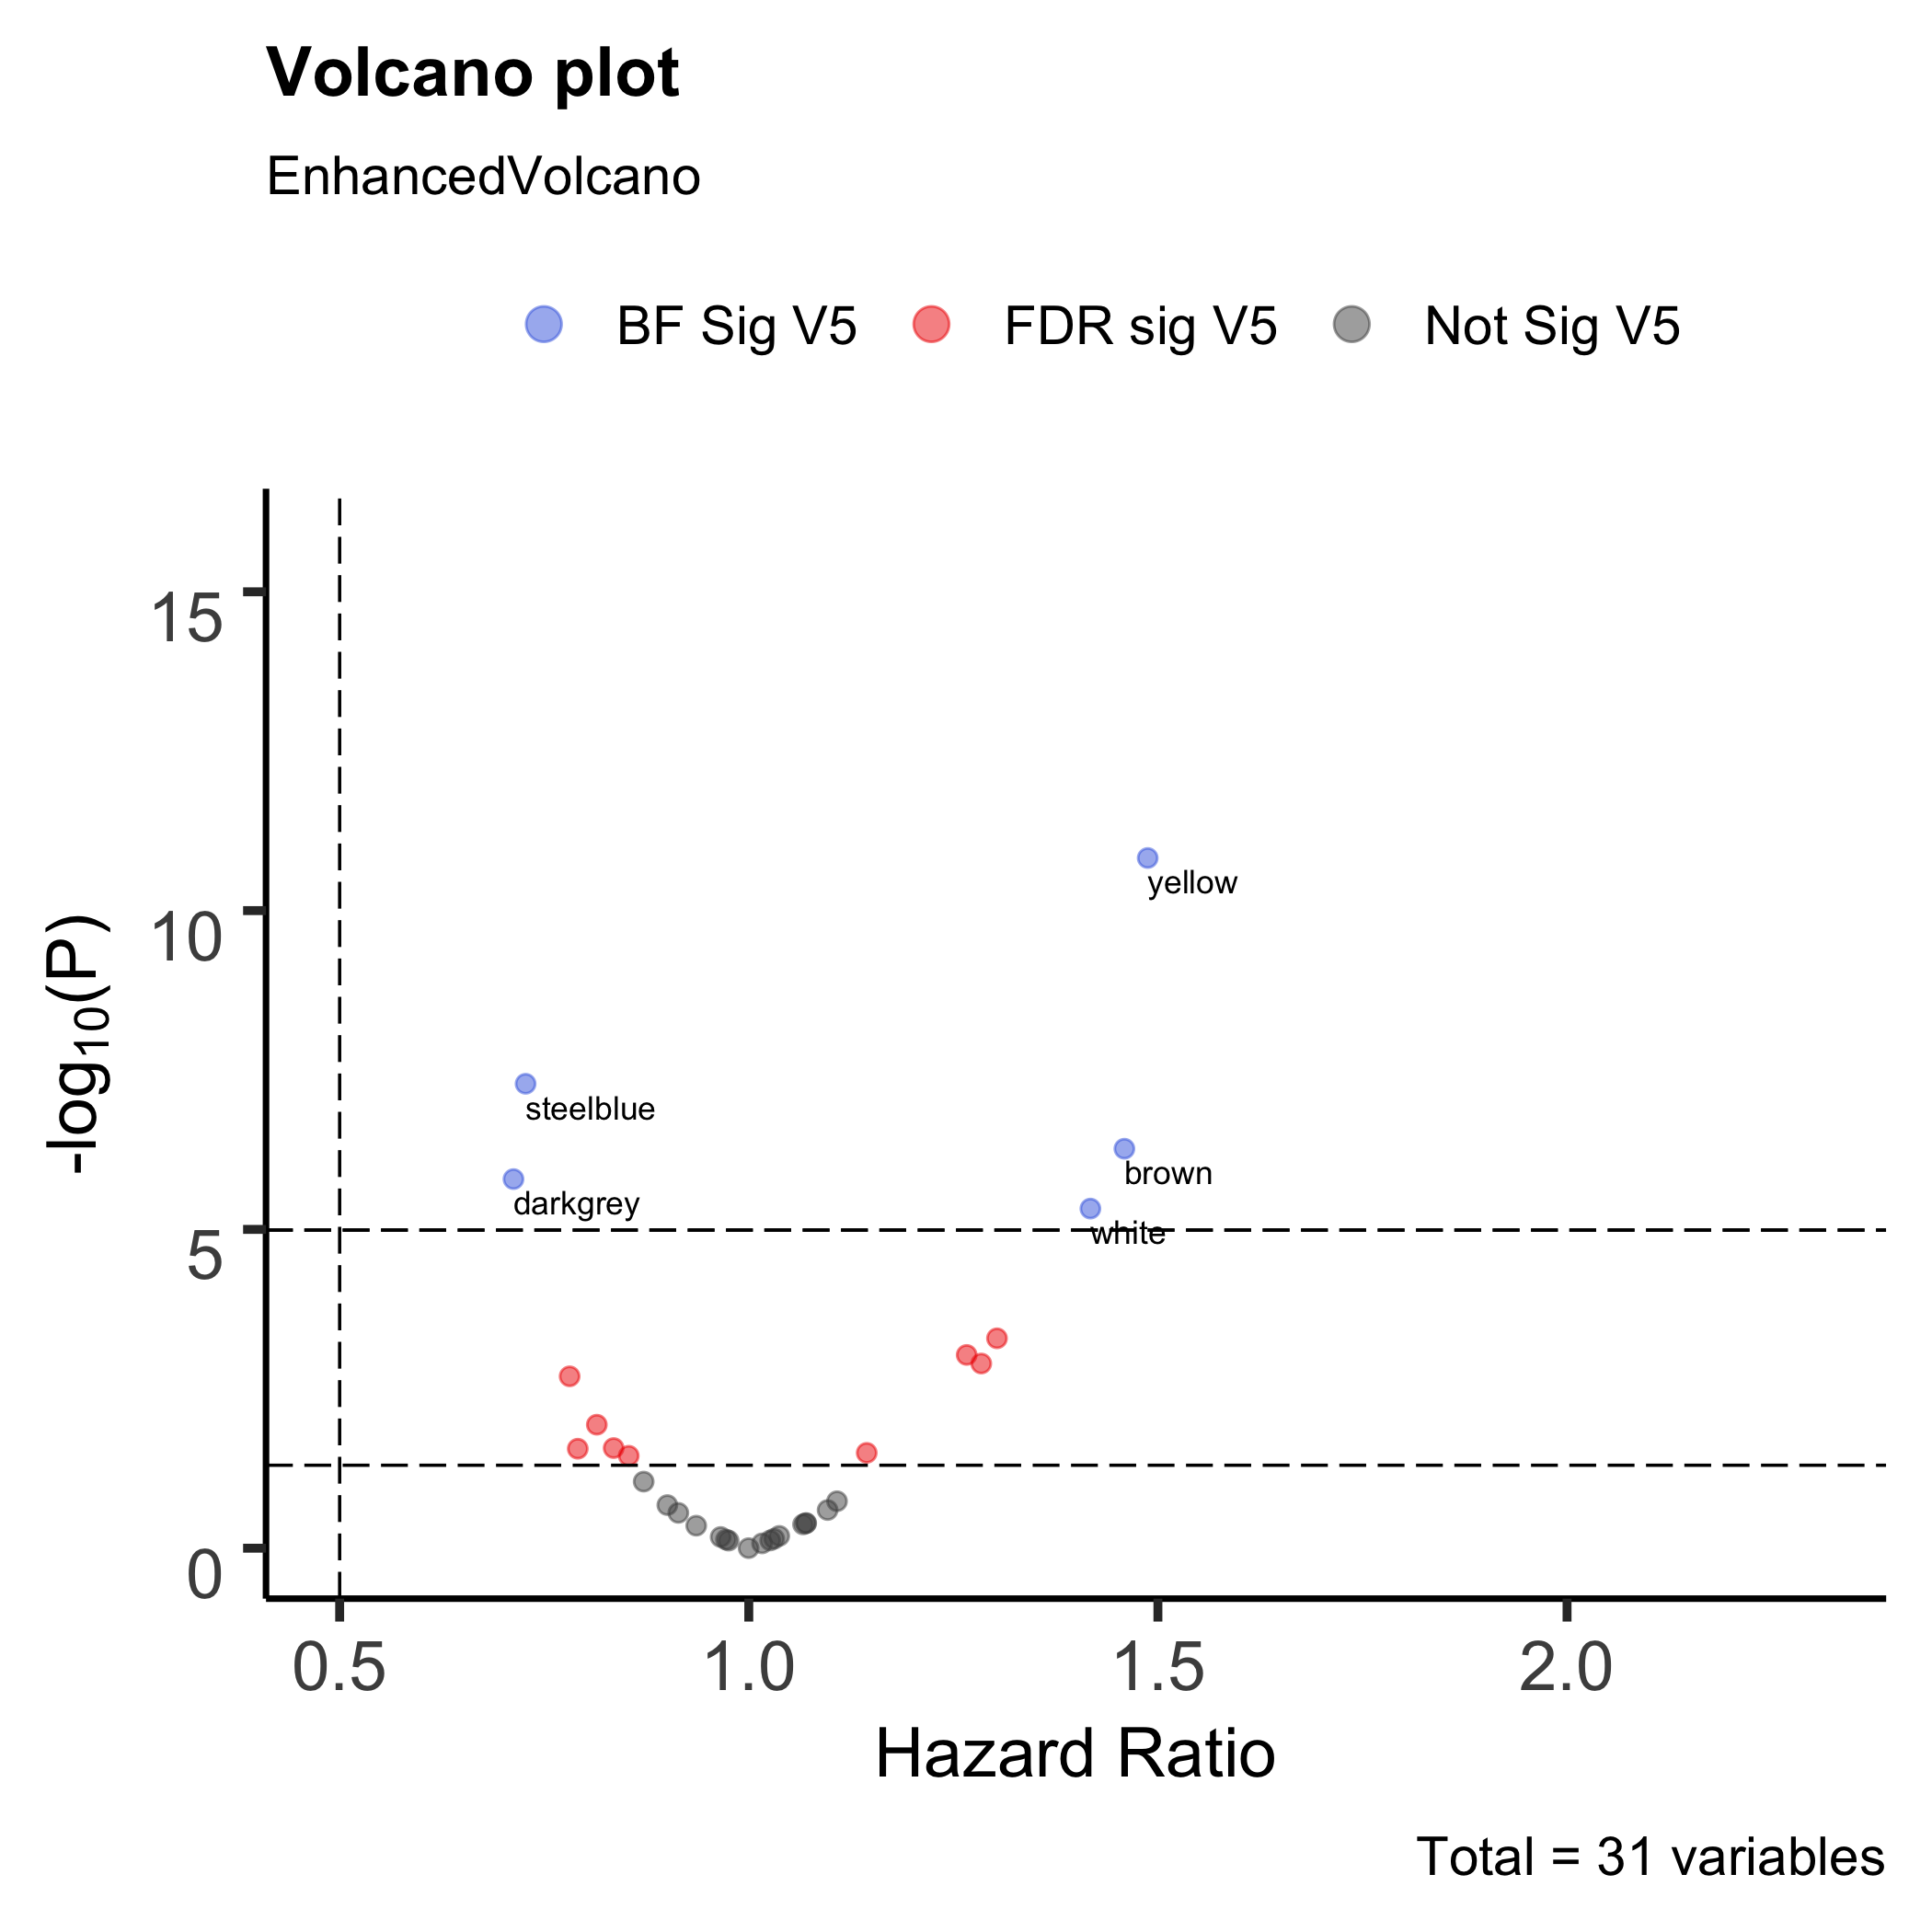 Volcano plot
EnhancedVolcano
BF Sig V5 FDR sig V5 Not Sig V5
15
10
5
0
-log10(P)
yellow
steelblue
brown
darkgrey
white
0.5 1.0 1.5 2.0
Hazard Ratio
Total = 31 variables